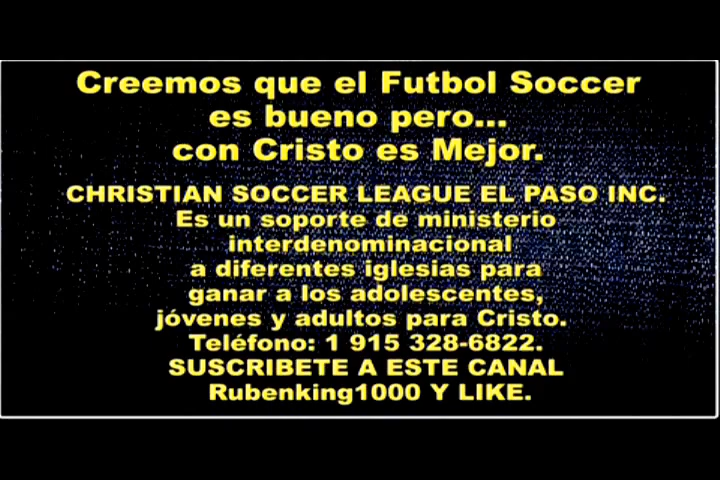 Creemos que el Futbol Soccer
es bueno pero...
con Cristo es Mejor.
CHRISTIAN SOCCER LEAGUE EL PASO INC.
Es un soporte de ministerio
interdenominacional
a diferentes iglesias para
ganar a los adolescentes,
jóvenes y adultos para Cristo.
Teléfono: 1 915 328-6822.
SUSCRIBETE A ESTE CANAL
Rubenking1000 Y LIKE.